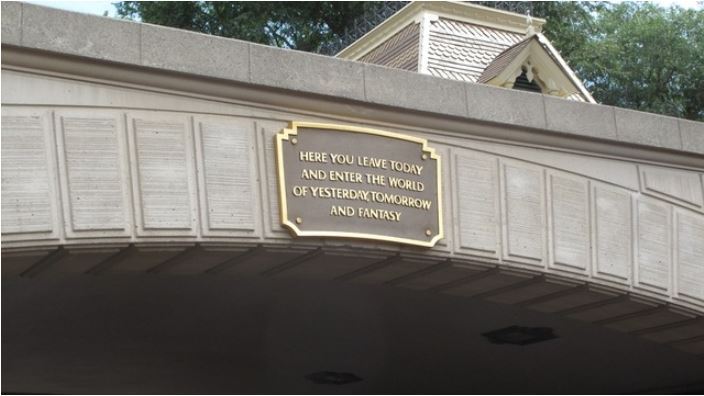 HERE YOU LEAVE TODAY
AND ENTER THE WORLD
OF YESTERDAY, TOMORROW
AND FANTASY